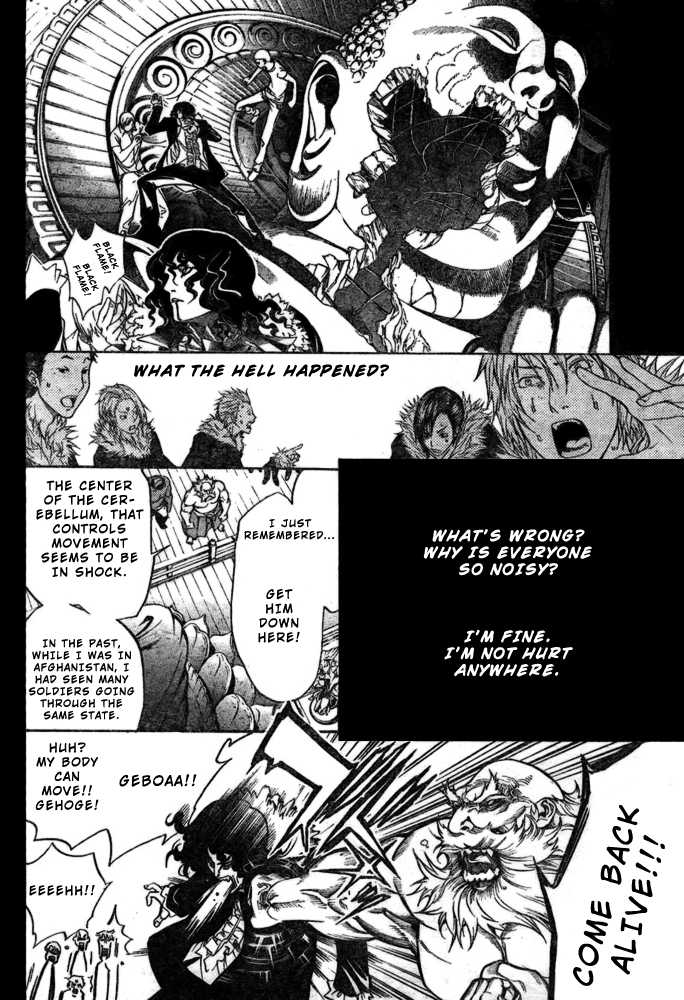 BLACK
FLAME!
BLACK
FLAME!
WHAT THE HELL HAPPENED?
THE CENTER
OF THE CER-
EBELLUM, THAT
CONTROLS
MOVEMENT
SEEMS TO BE
IN SHOCK.
I JUST
REMEMBERED...
GET
HIM
DOWN
HERE!
IN THE PAST,
WHILE I WAS IN
AFGHANISTAN, I
HAD SEEN MANY
SOLDIERS GOING
THROUGH THE
SAME STATE.
WHAT'S WRONG?
WHY IS EVERYONE
SO NOISY?
I'M FINE.
I'M NOT HURT
ANYWHERE.
HUH?
MY BODY
CAN
MOVE!!
GEHOGE!
GEBOAA!!
EEEEHH!!
COME BACK
ALIVE!!!